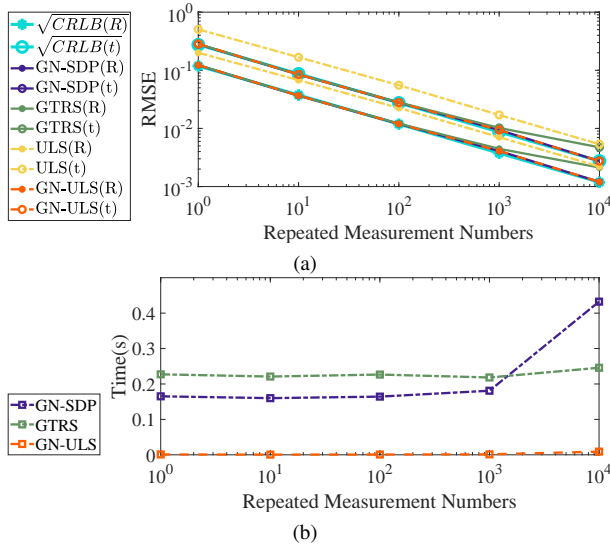 √CRLB(R)
√CRLB(t)
GN-SDP(R)
GN-SDP(t)
GTRS(R)
GTRS(t)
ULS(R)
ULS(t)
GN-ULS(R)
GN-ULS(t)
RMSE
10^0
10^-1
10^-2
10^-3
10^0 10^1 10^2 10^3 10^4
Repeated Measurement Numbers
(a)
GN-SDP
GTRS
GN-ULS
Time(s)
0.4
0.3
0.2
0.1
0
10^0 10^1 10^2 10^3 10^4
Repeated Measurement Numbers
(b)